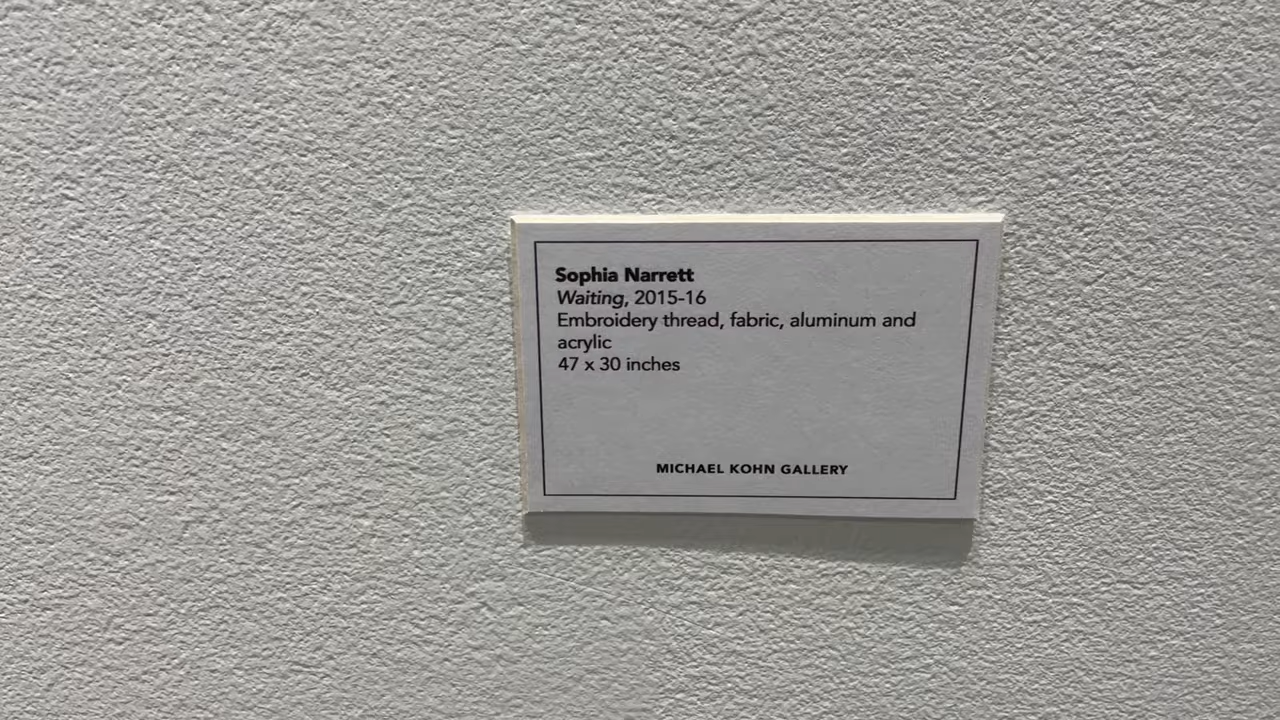 Sophia Narrett
Waiting, 2015-16
Embroidery thread, fabric, aluminum and
acrylic
47 x 30 inches
MICHAEL KOHN GALLERY